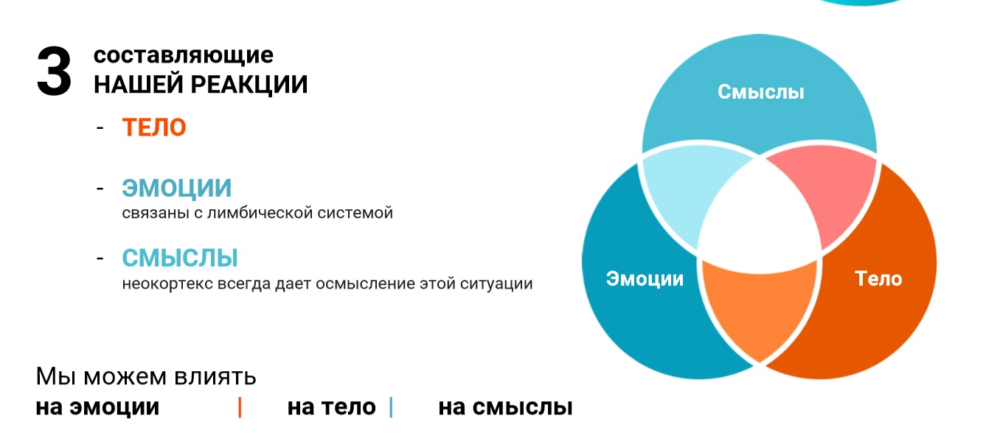 3 составляющие
НАШЕЙ РЕАКЦИИ
- ТЕЛО
- ЭМОЦИИ
связаны с лимбической системой
- СМЫСЛЫ
неокортекс всегда дает осмысление этой ситуации
Мы можем влиять
на эмоции | на тело | на смыслы
Смыслы
Эмоции
Тело